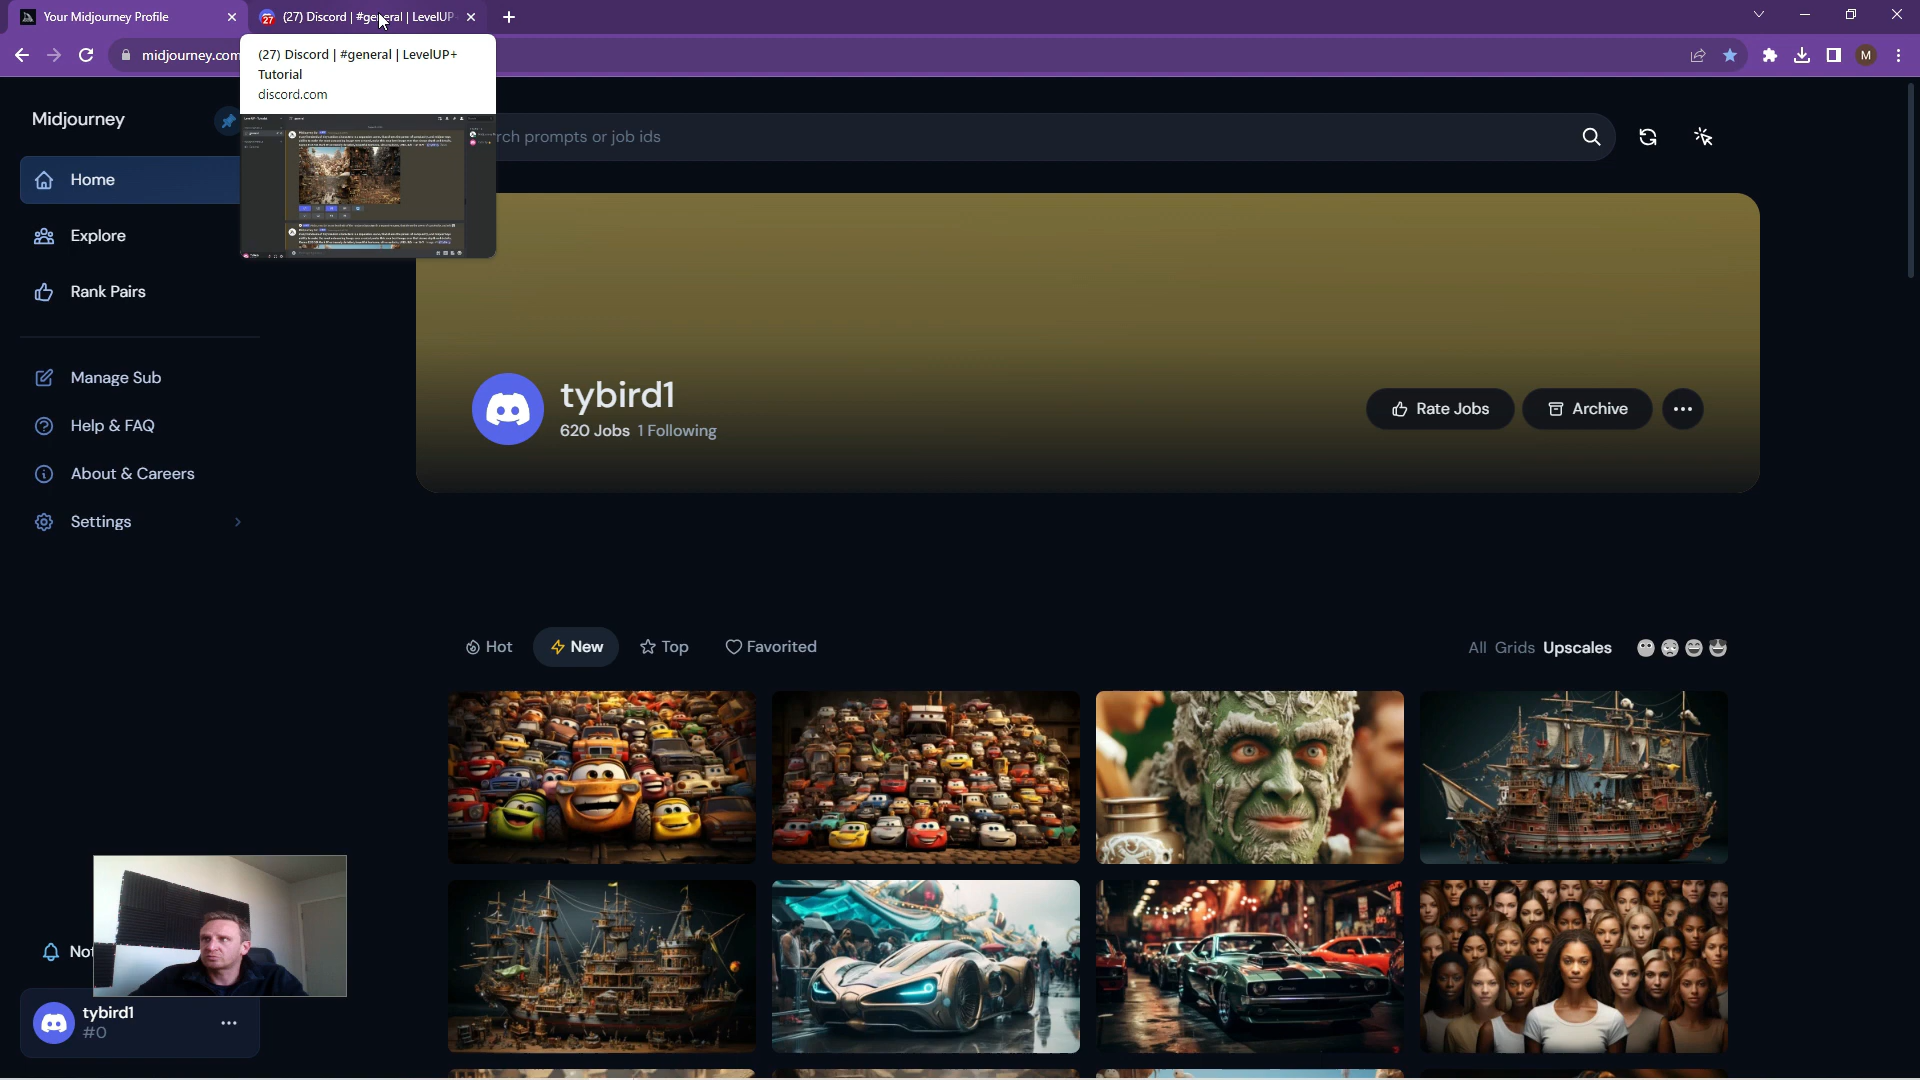 Your Midjourney Profile
(27) Discord | #general | LevelUP
midjourney.com
(27) Discord | #general | LevelUP+
Tutorial
discord.com
M
Midjourney
rch prompts or job ids
Home
Explore
Rank Pairs
Manage Sub
Help & FAQ
About & Careers
Settings
tybird1
620 Jobs 1 Following
Rate Jobs
Archive
Hot
New
Top
Favorited
All Grids Upscales
Not
tybird1
#0